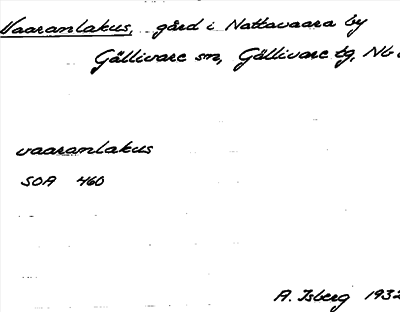 Vaaranlakus, gård i Nattavaara by
Gällivare sn, Gällivare tg, Nb
vaaranlakus
SOA 460
A. Isberg 1932